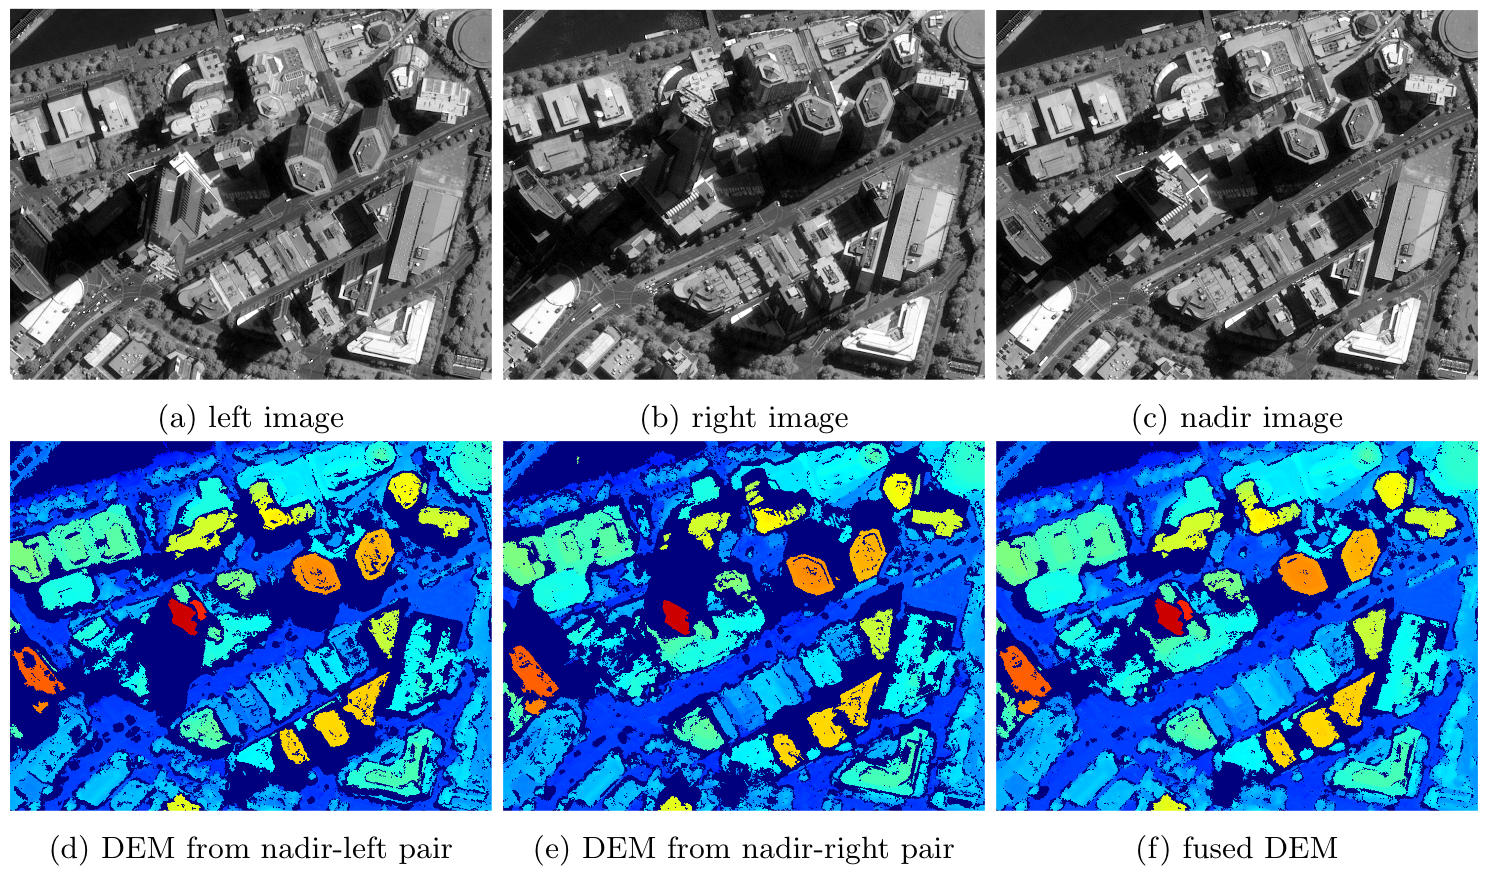 (a) left image
(b) right image
(c) nadir image
(d) DEM from nadir-left pair
(e) DEM from nadir-right pair
(f) fused DEM